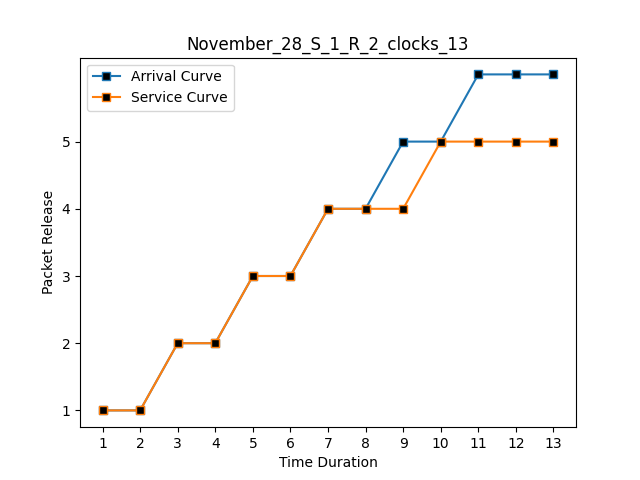 November_28_S_1_R_2_clocks_13
Arrival Curve
Service Curve
Packet Release
5
4
3
2
1
1 2 3 4 5 6 7 8 9 10 11 12 13
Time Duration